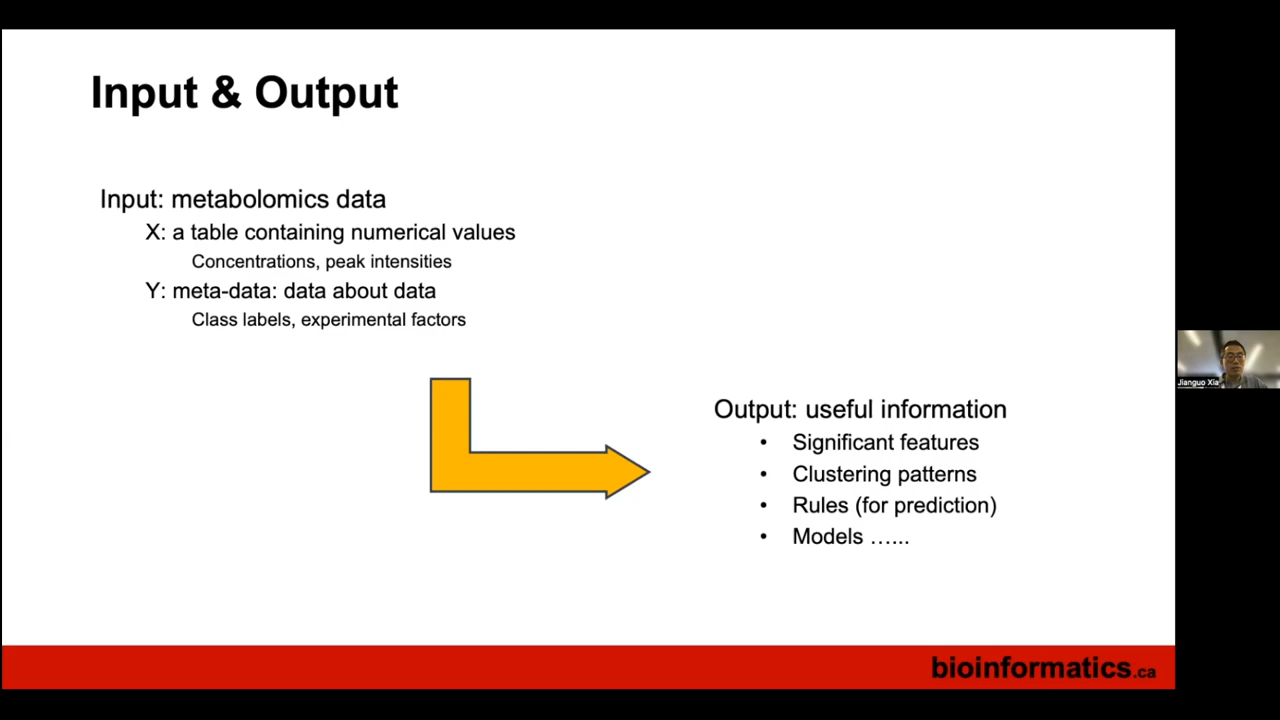 Input & Output
Input: metabolomics data
X: a table containing numerical values
Concentrations, peak intensities
Y: meta-data: data about data
Class labels, experimental factors
Output: useful information
• Significant features
• Clustering patterns
• Rules (for prediction)
• Models …...
Jianguo Xia
bioinformatics.ca